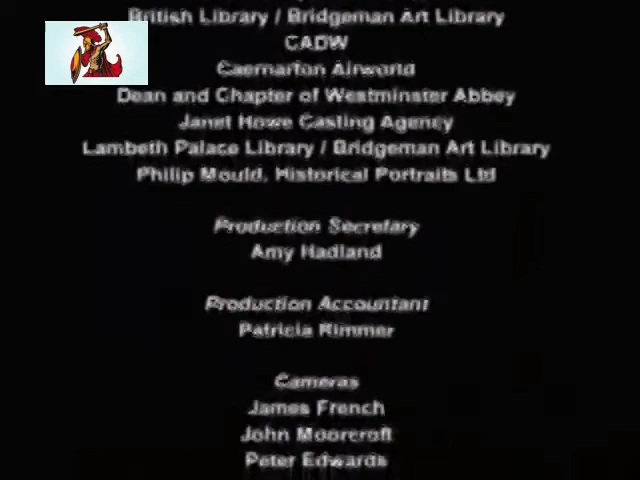 British Library / Bridgeman Art Library
CADW
Caernarfon Airworld
Dean and Chapter of Westminster Abbey
Janet Howe Casting Agency
Lambeth Palace Library / Bridgeman Art Library
Philip Mould, Historical Portraits Ltd
Production Secretary
Amy Hadland
Production Accountant
Patricia Rimmer
Cameras
James French
John Moorcroft
Peter Edwards